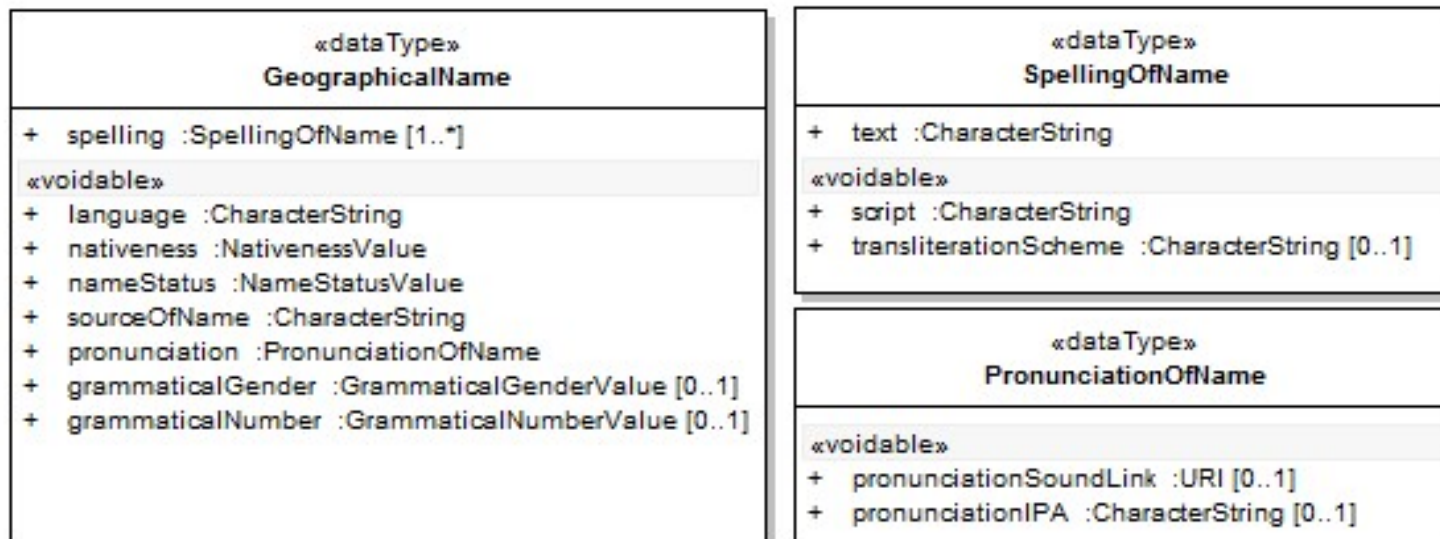 «dataType»
GeographicalName
+ spelling :SpellingOfName [1..*]
«voidable»
+ language :CharacterString
+ nativeness :NativenessValue
+ nameStatus :NameStatusValue
+ sourceOfName :CharacterString
+ pronunciation :PronunciationOfName
+ grammaticalGender :GrammaticalGenderValue [0..1]
+ grammaticalNumber :GrammaticalNumberValue [0..1]
«dataType»
SpellingOfName
+ text :CharacterString
«voidable»
+ script :CharacterString
+ transliterationScheme :CharacterString [0..1]
«dataType»
PronunciationOfName
«voidable»
+ pronunciationSoundLink :URI [0..1]
+ pronunciationIPA :CharacterString [0..1]